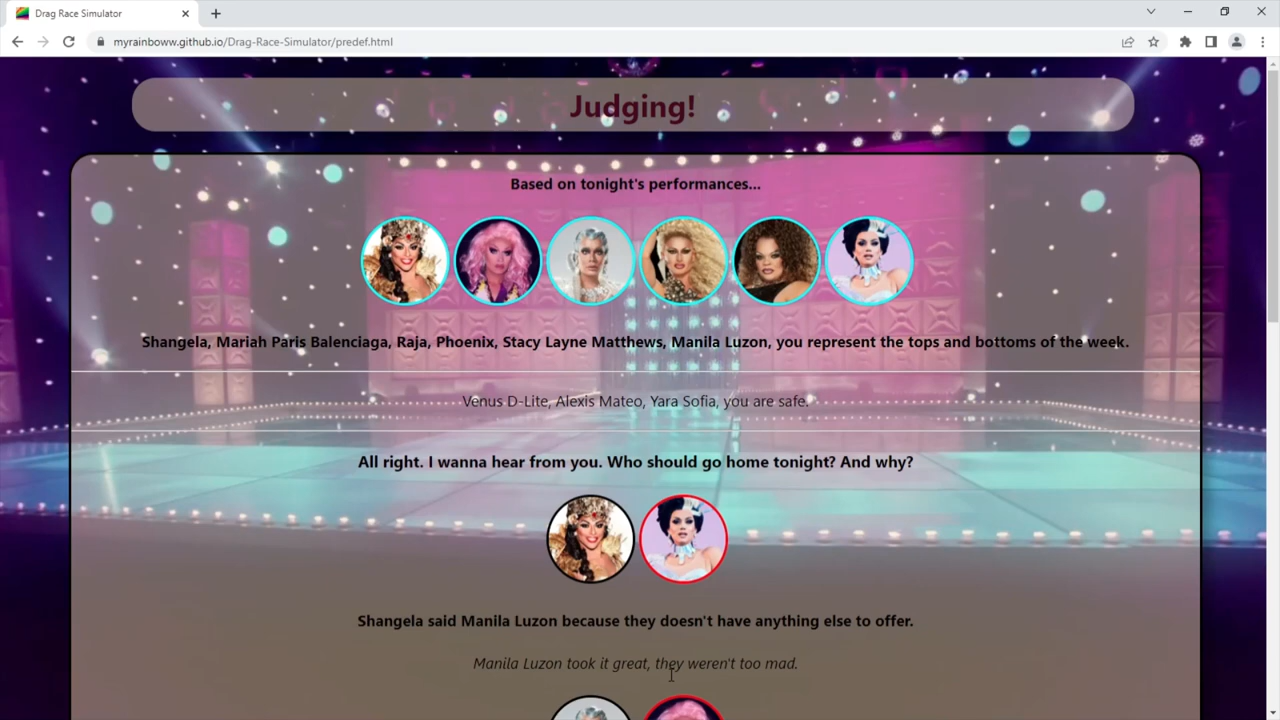 Drag Race Simulator
myrainboww.github.io/Drag-Race-Simulator/predef.html
Judging!
Based on tonight's performances...
Shangela, Mariah Paris Balenciaga, Raja, Phoenix, Stacy Layne Matthews, Manila Luzon, you represent the tops and bottoms of the week.
Venus D-Lite, Alexis Mateo, Yara Sofia, you are safe.
All right. I wanna hear from you. Who should go home tonight? And why?
Shangela said Manila Luzon because they doesn't have anything else to offer.
Manila Luzon took it great, they weren't too mad.